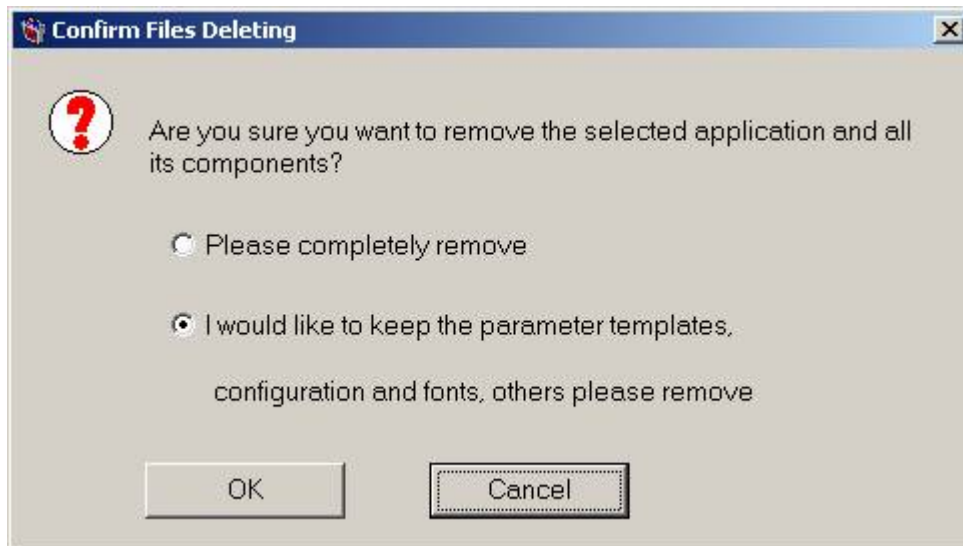 Confirm Files Deleting
Are you sure you want to remove the selected application and all
its components?
Please completely remove
I would like to keep the parameter templates,
configuration and fonts, others please remove
OK
Cancel